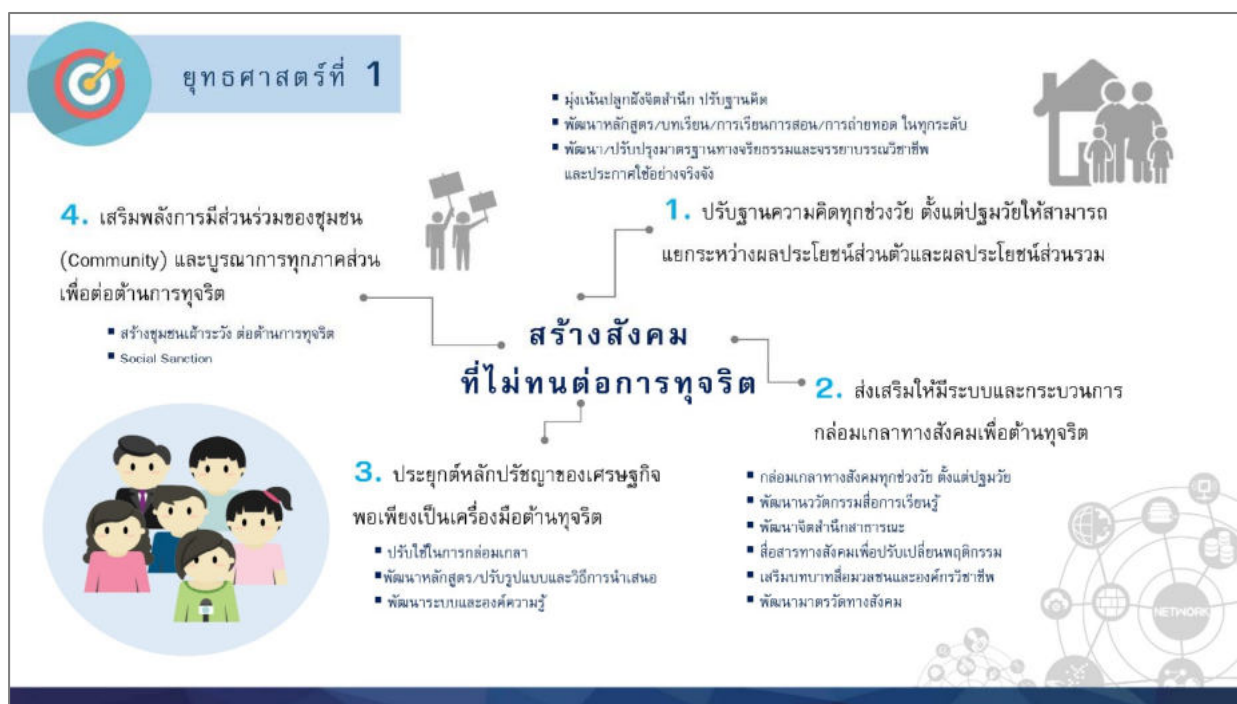 ยุทธศาสตร์ที่ 1
▪ มุ่งเน้นปลูกฝังจิตสำนึก ปรับฐานคิด
▪ พัฒนาหลักสูตร/บทเรียน/การเรียนการสอน/การถ่ายทอด ในทุกระดับ
▪ พัฒนา/ปรับปรุงมาตรฐานทางจริยธรรมและจรรยาบรรณวิชาชีพ
และประกาศใช้อย่างจริงจัง
1. ปรับฐานความคิดทุกช่วงวัย ตั้งแต่ปฐมวัยให้สามารถ
แยกระหว่างผลประโยชน์ส่วนตัวและผลประโยชน์ส่วนรวม
4. เสริมพลังการมีส่วนร่วมของชุมชน
(Community) และบูรณาการทุกภาคส่วน
เพื่อต่อต้านการทุจริต
▪ สร้างชุมชนเฝ้าระวัง ต่อต้านการทุจริต
▪ Social Sanction
สร้างสังคม
ที่ไม่ทนต่อการทุจริต
2. ส่งเสริมให้มีระบบและกระบวนการ
กล่อมเกลาทางสังคมเพื่อต้านทุจริต
▪ กล่อมเกลาทางสังคมทุกช่วงวัย ตั้งแต่ปฐมวัย
▪ พัฒนานวัตกรรมสื่อการเรียนรู้
▪ พัฒนาจิตสำนึกสาธารณะ
▪ สื่อสารทางสังคมเพื่อปรับเปลี่ยนพฤติกรรม
▪ เสริมบทบาทสื่อมวลชนและองค์กรวิชาชีพ
▪ พัฒนามาตรวัดทางสังคม
3. ประยุกต์หลักปรัชญาของเศรษฐกิจ
พอเพียงเป็นเครื่องมือต้านทุจริต
▪ ปรับใช้ในการกล่อมเกลา
▪พัฒนาหลักสูตร/ปรับรูปแบบและวิธีการนำเสนอ
▪ พัฒนาระบบและองค์ความรู้
NETWORK